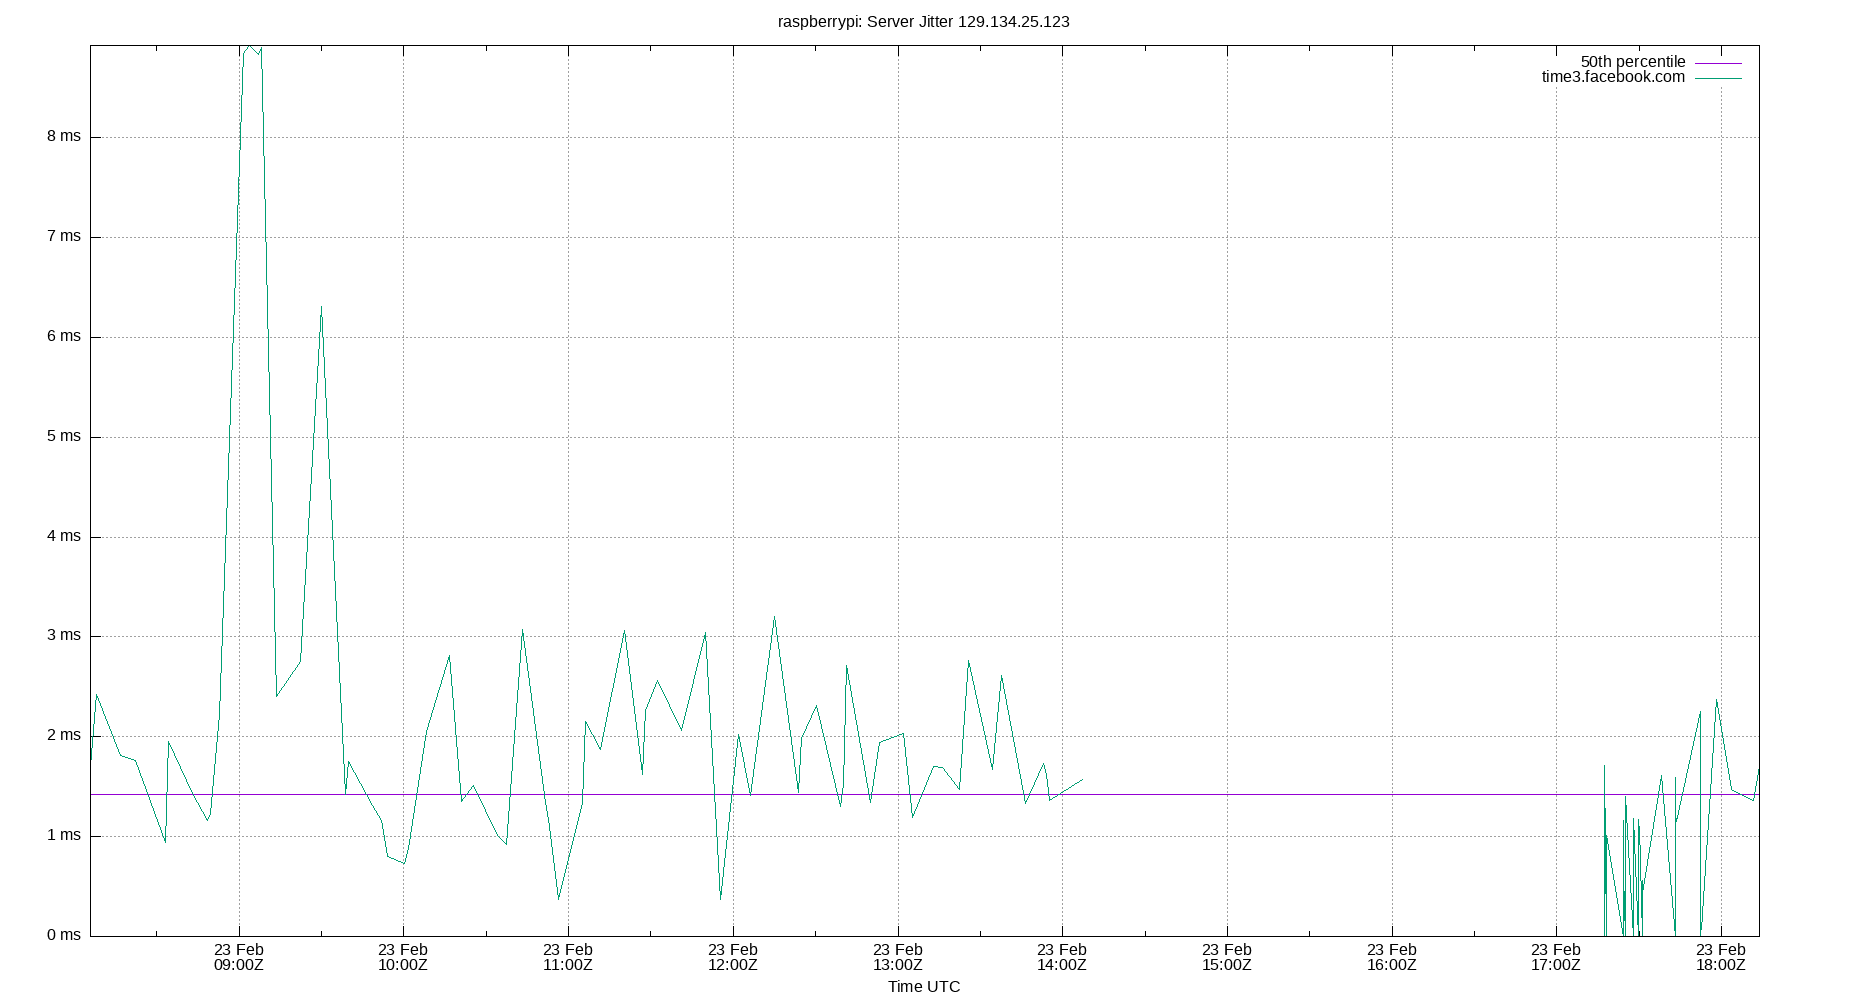 raspberrypi: Server Jitter 129.134.25.123
50th percentile
time3.facebook.com
8 ms
7 ms
6 ms
5 ms
4 ms
3 ms
2 ms
1 ms
0 ms
23 Feb 23 Feb 23 Feb 23 Feb 23 Feb 23 Feb 23 Feb 23 Feb 23 Feb 23 Feb
09:00Z 10:00Z 11:00Z 12:00Z 13:00Z 14:00Z 15:00Z 16:00Z 17:00Z 18:00Z
Time UTC